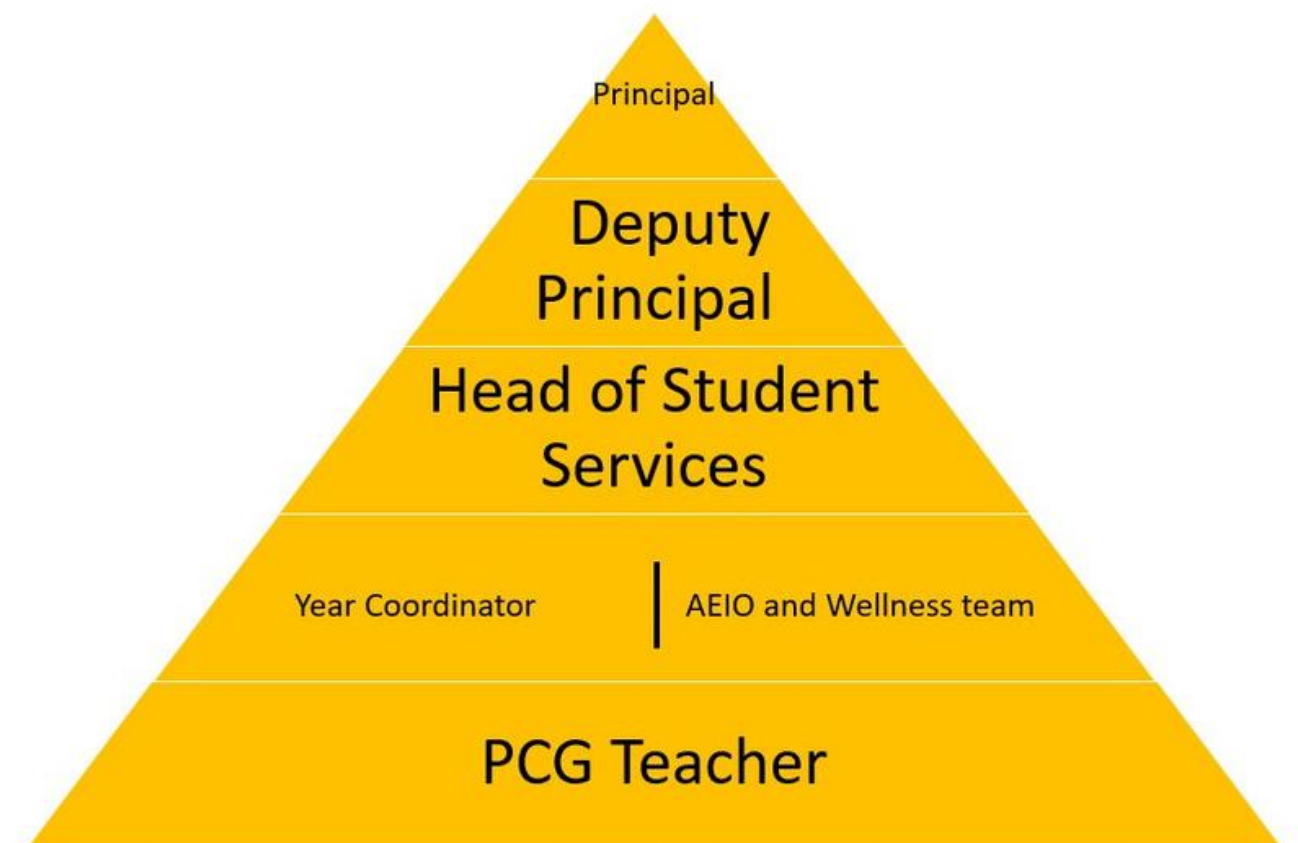 Principal
Deputy
Principal
Head of Student
Services
Year Coordinator | AEIO and Wellness team
PCG Teacher